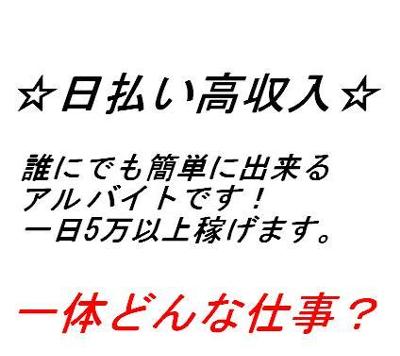 ☆日払い高収入☆
誰にでも簡単に出来る
アルバイトです！
一日5万以上稼げます。
一体どんな仕事？